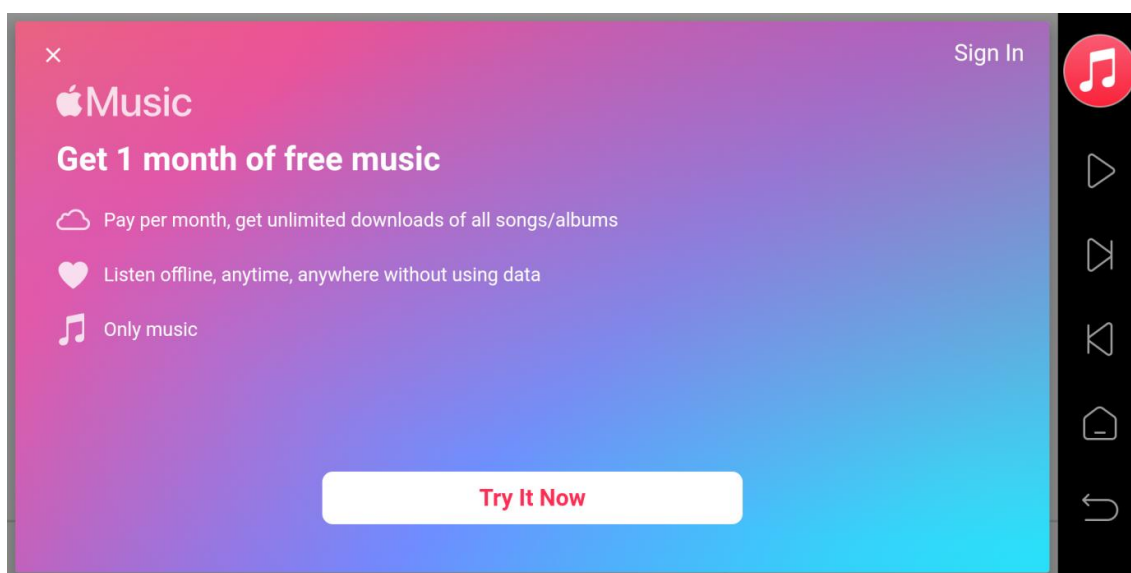 Sign In
Music
Get 1 month of free music
Pay per month, get unlimited downloads of all songs/albums
Listen offline, anytime, anywhere without using data
Only music
Try It Now